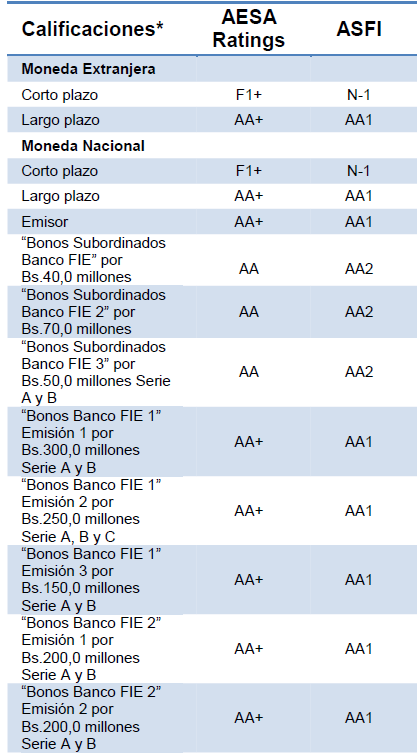 Calificaciones* AESA Ratings ASFI
Moneda Extranjera
Corto plazo F1+ N-1
Largo plazo AA+ AA1
Moneda Nacional
Corto plazo F1+ N-1
Largo plazo AA+ AA1
Emisor AA+ AA1
“Bonos Subordinados
Banco FIE” por
Bs.40,0 millones AA AA2
“Bonos Subordinados
Banco FIE 2” por
Bs.70,0 millones AA AA2
“Bonos Subordinados
Banco FIE 3” por
Bs.50,0 millones Serie
A y B AA AA2
“Bonos Banco FIE 1”
Emisión 1 por
Bs.300,0 millones
Serie A y B AA+ AA1
“Bonos Banco FIE 1”
Emisión 2 por
Bs.250,0 millones
Serie A, B y C AA+ AA1
“Bonos Banco FIE 1”
Emisión 3 por
Bs.150,0 millones
Serie A y B AA+ AA1
“Bonos Banco FIE 2”
Emisión 1 por
Bs.200,0 millones
Serie A y B AA+ AA1
“Bonos Banco FIE 2”
Emisión 2 por
Bs.200,0 millones
Serie A y B AA+ AA1